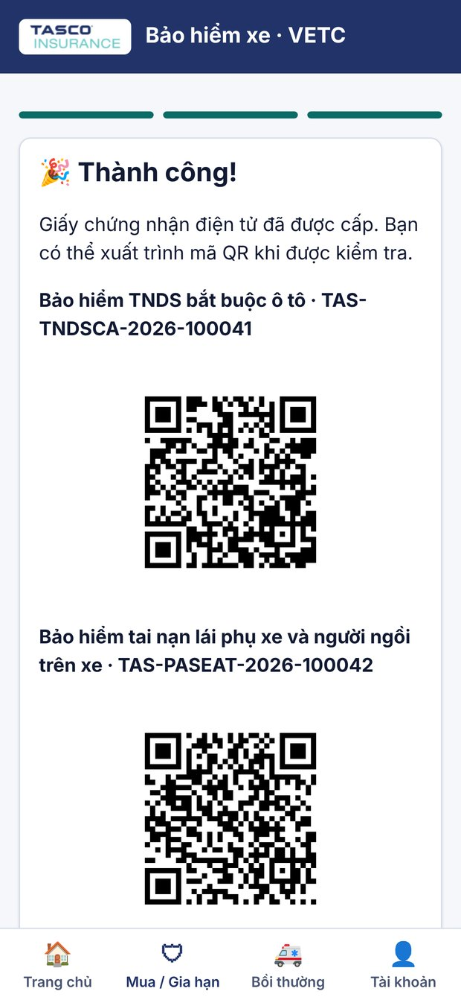 TASCO
INSURANCE
Bảo hiểm xe · VETC
🎉 Thành công!
Giấy chứng nhận điện tử đã được cấp. Bạn
có thể xuất trình mã QR khi được kiểm tra.
Bảo hiểm TNDS bắt buộc ô tô · TAS-
TNDSCA-2026-100041
Bảo hiểm tai nạn lái phụ xe và người ngồi
trên xe · TAS-PASEAT-2026-100042
Trang chủ
Mua / Gia hạn
Bồi thường
Tài khoản